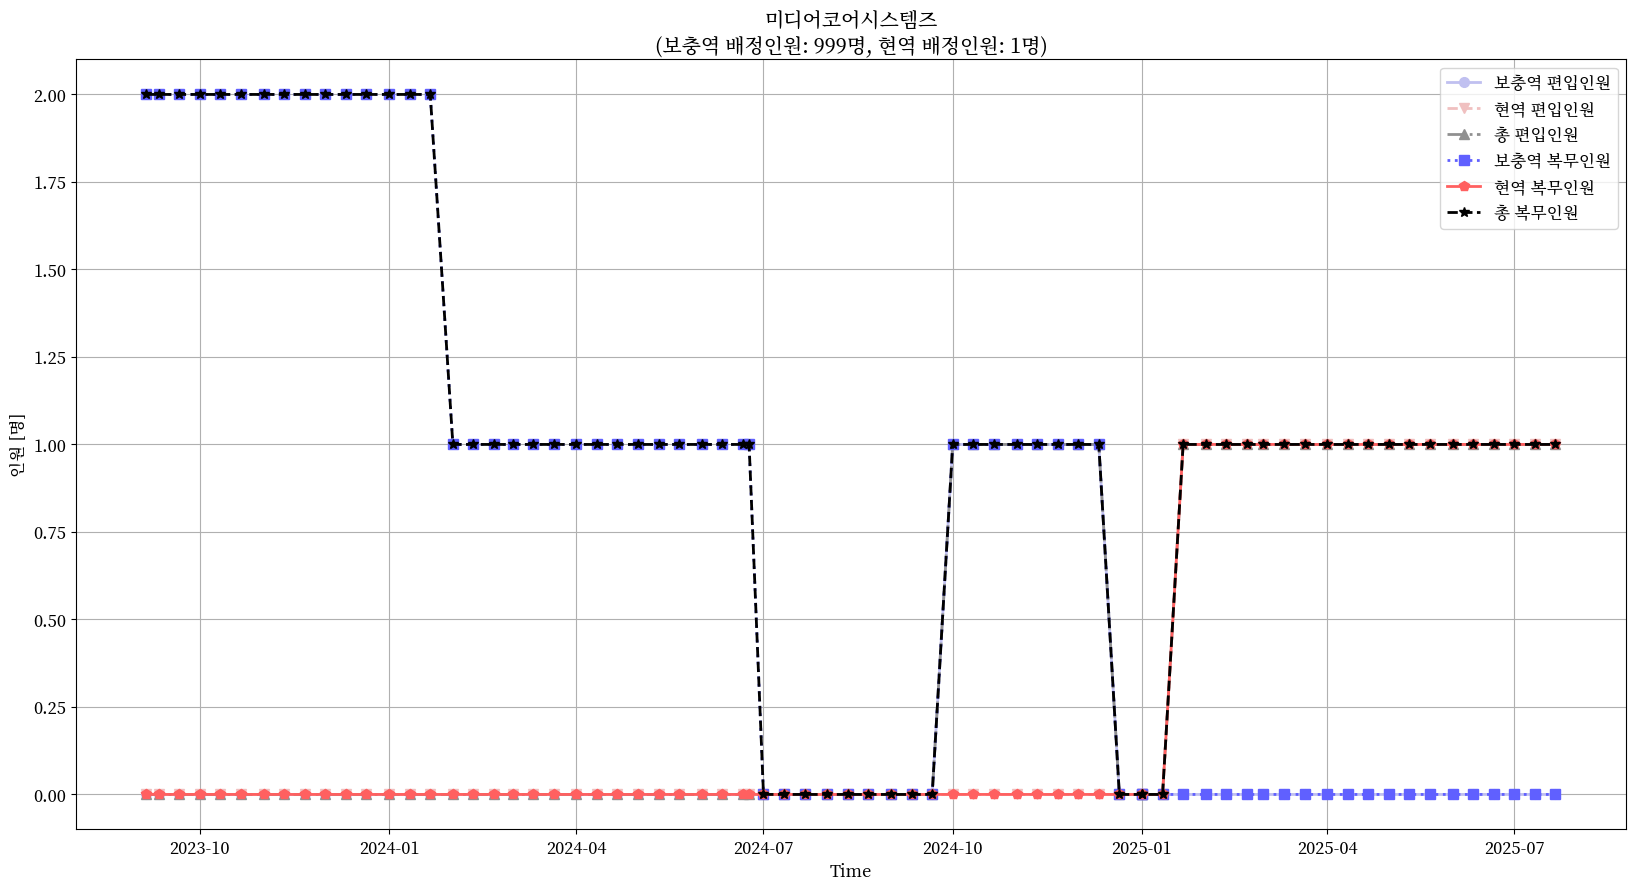 미디어코어시스템즈
(보충역 배정인원: 999명, 현역 배정인원: 1명)
보충역 편입인원
현역 편입인원
총 편입인원
보충역 복무인원
현역 복무인원
총 복무인원
2.00
1.75
1.50
1.25
1.00
0.75
0.50
0.25
0.00
인원 [명]
2023-10
2024-01
2024-04
2024-07
2024-10
2025-01
2025-04
2025-07
Time